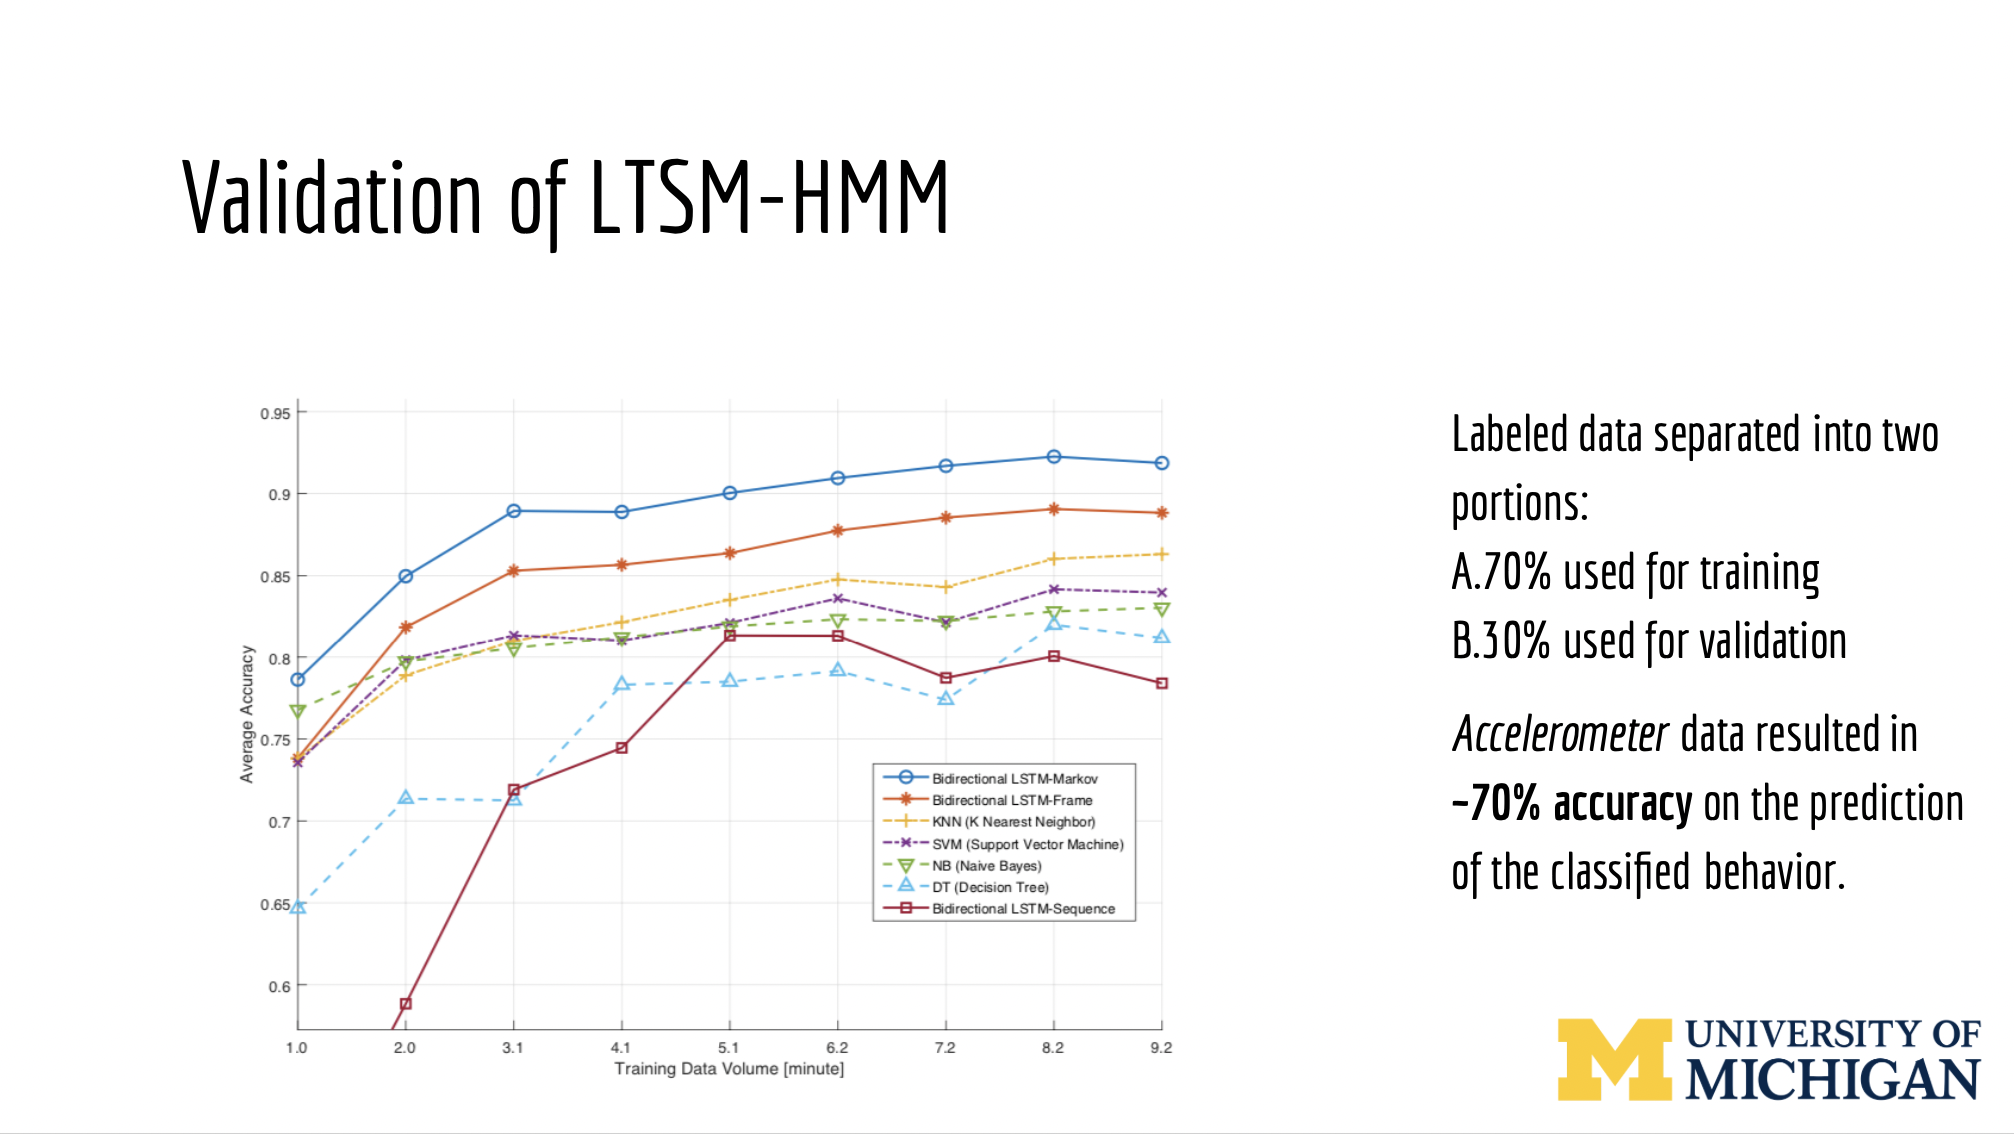 Validation of LTSM-HMM
0.95
0.9
0.85
0.8
0.75
0.7
0.65
0.6
Average Accuracy
1.0 2.0 3.1 4.1 5.1 6.2 7.2 8.2 9.2
Training Data Volume [minute]
Bidirectional LSTM-Markov
Bidirectional LSTM-Frame
KNN (K Nearest Neighbor)
SVM (Support Vector Machine)
NB (Naive Bayes)
DT (Decision Tree)
Bidirectional LSTM-Sequence
Labeled data separated into two
portions:
A.70% used for training
B.30% used for validation
Accelerometer data resulted in
~70% accuracy on the prediction
of the classified behavior.
M UNIVERSITY OF
MICHIGAN